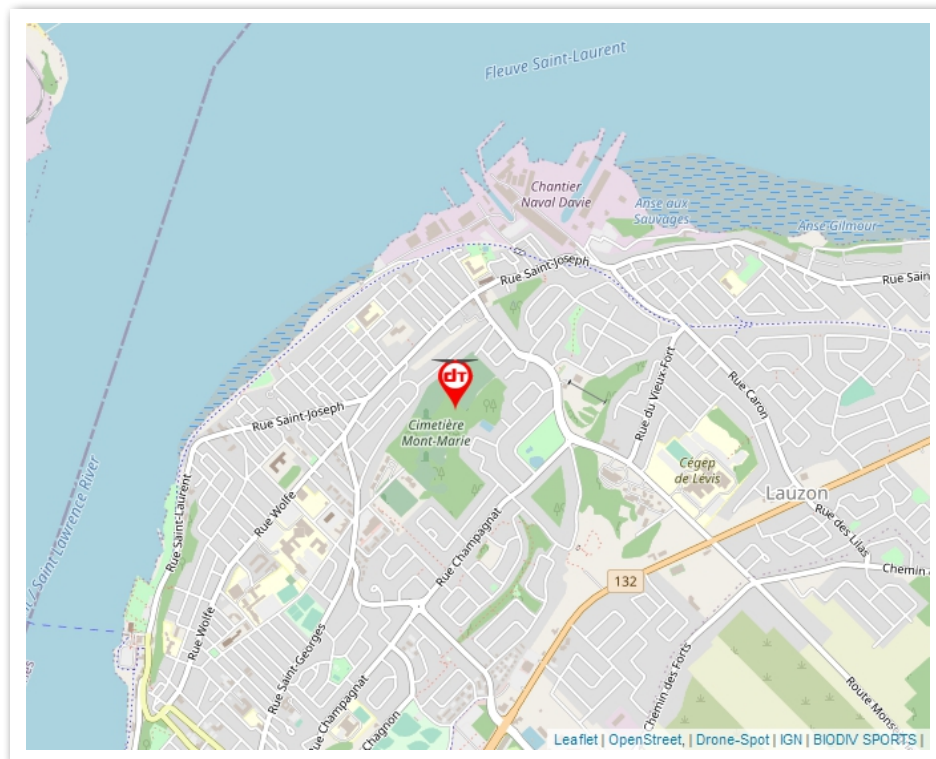 Fleuve Saint-Laurent
Chantier
Naval Davie
Anse aux
Sauvages
Anse-Gilmour
Rue Saint-Joseph
Rue Sain
Rue du Vieux-Fort
Rue Caron
dT
Rue Saint-Joseph
Cimetière
Mont-Marie
Cégep
de Lévis
Lauzon
/ Saint Lawrence River
Rue Saint-Laurent
Rue Wolfe
Rue Champagnat
Rue des Lilas
Chemin d
132
Rue Wolfe
Rue Saint-Georges
Chemin des Forts
Rue Champagnat
Chagnon
Route Mons
Leaflet | OpenStreet, | Drone-Spot | IGN | BIODIV SPORTS |